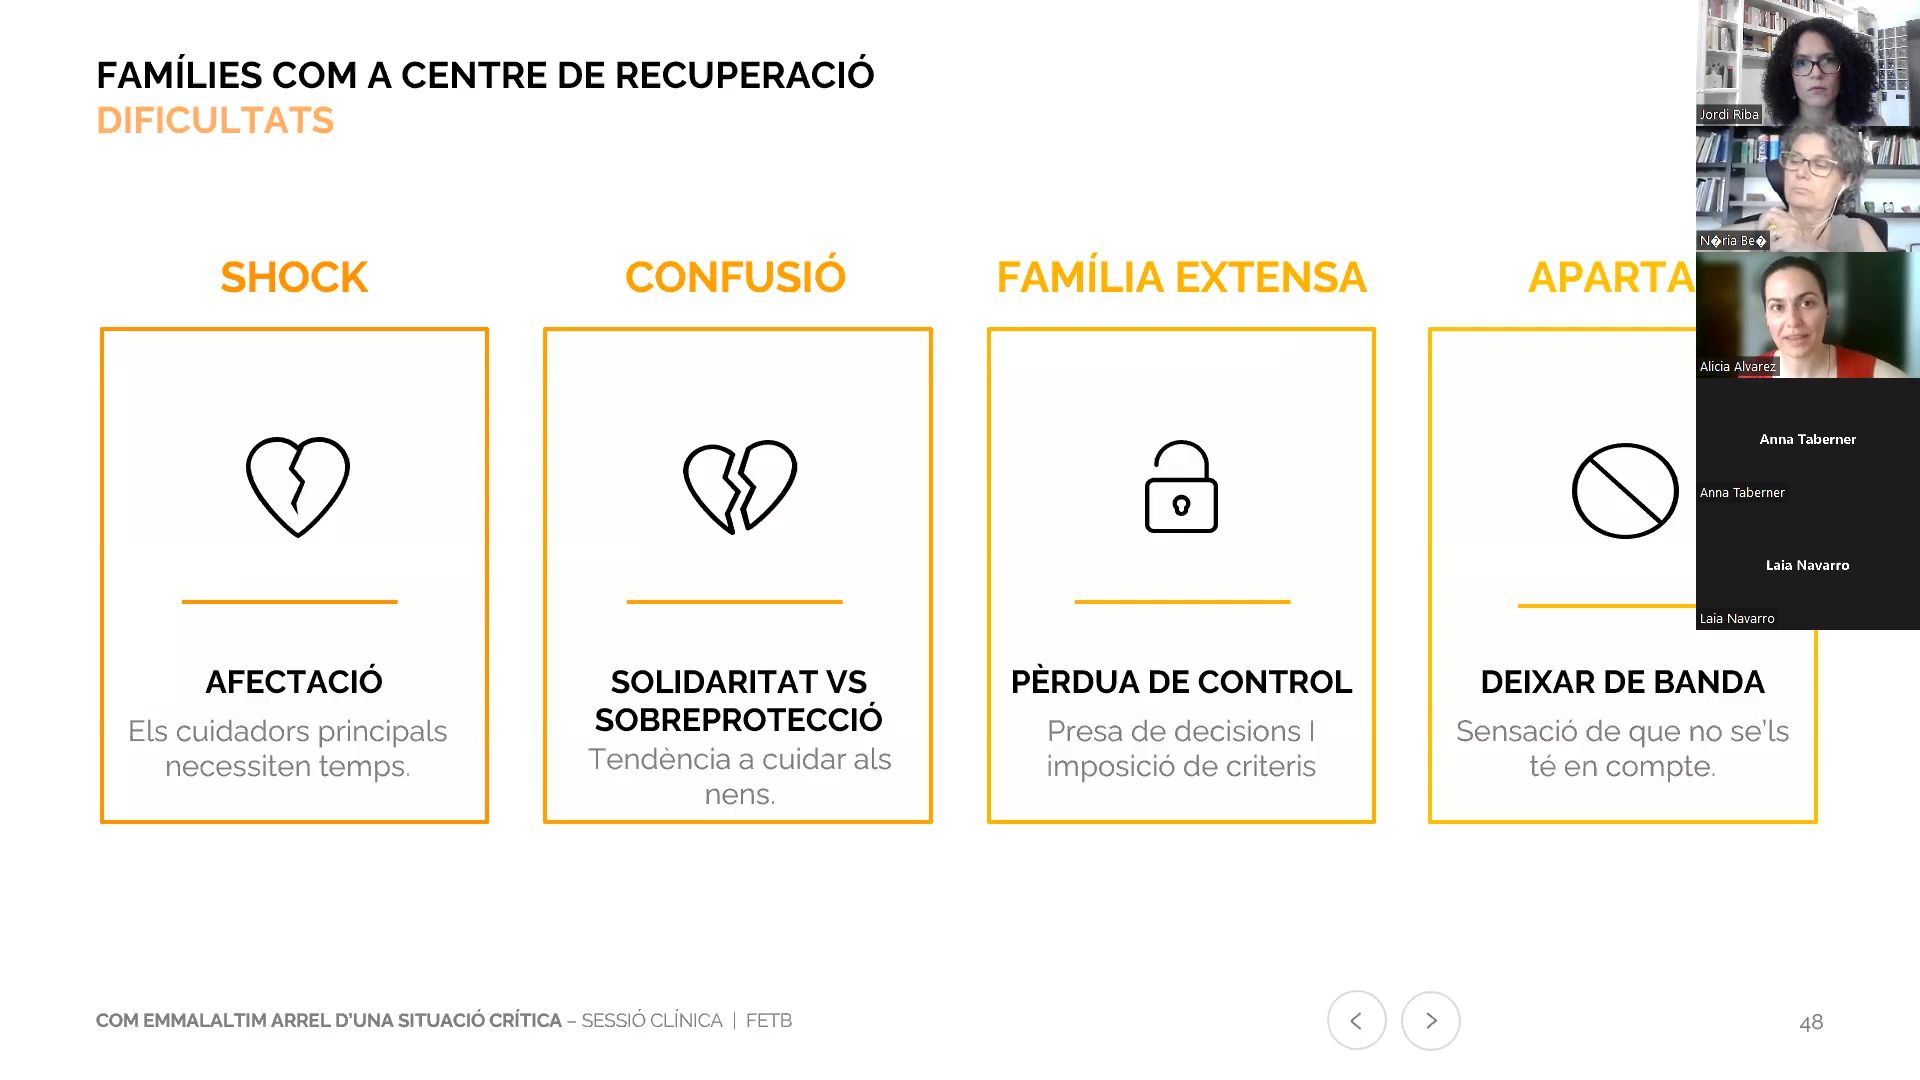 FAMÍLIES COM A CENTRE DE RECUPERACIÓ
DIFICULTATS
SHOCK
CONFUSIÓ
FAMÍLIA EXTENSA
APARTA
AFECTACIÓ
Els cuidadors principals
necessiten temps.
SOLIDARITAT VS
SOBREPROTECCIÓ
Tendència a cuidar als
nens.
PÈRDUA DE CONTROL
Presa de decisions I
imposició de criteris
DEIXAR DE BANDA
Sensació de que no se'ls
té en compte.
Jordi Riba
N�ria Be�
Alicia Alvarez
Anna Taberner
Anna Taberner
Laia Navarro
Laia Navarro
COM EMMALALTIM ARREL D'UNA SITUACIÓ CRÍTICA – SESSIÓ CLÍNICA | FETB
48